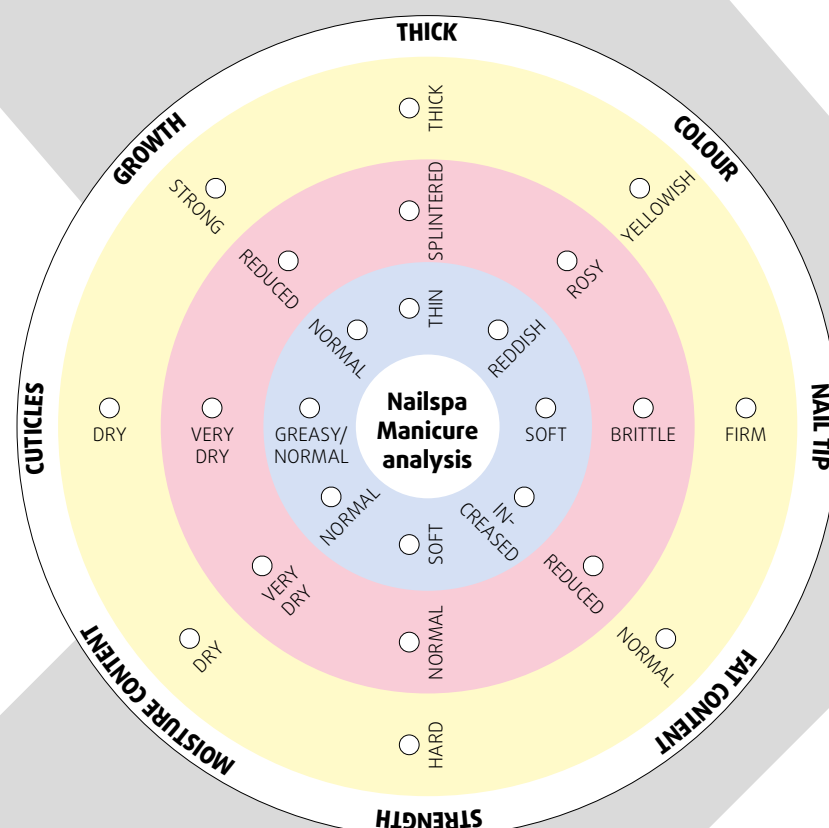 THICK
COLOUR
NAIL TIP
FAT CONTENT
STRENGTH
MOISTURE CONTENT
CUTICLES
GROWTH
THICK
SPLINTERED
THIN
YELLOWISH
ROSY
REDDISH
FIRM
BRITTLE
SOFT
NORMAL
REDUCED
IN-
CREASED
HARD
NORMAL
SOFT
DRY
VERY
DRY
NORMAL
DRY
VERY
DRY
GREASY/
NORMAL
STRONG
REDUCED
NORMAL
Nailspa
Manicure
analysis